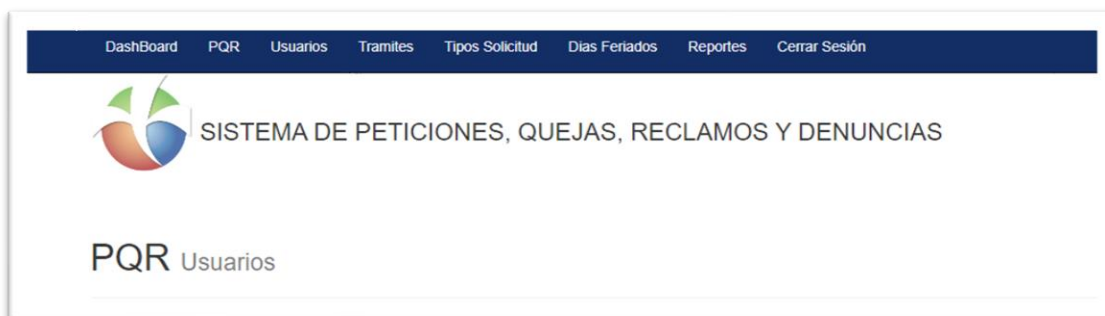 DashBoard PQR Usuarios Tramites Tipos Solicitud Dias Feriados Reportes Cerrar Sesión
SISTEMA DE PETICIONES, QUEJAS, RECLAMOS Y DENUNCIAS
PQR Usuarios